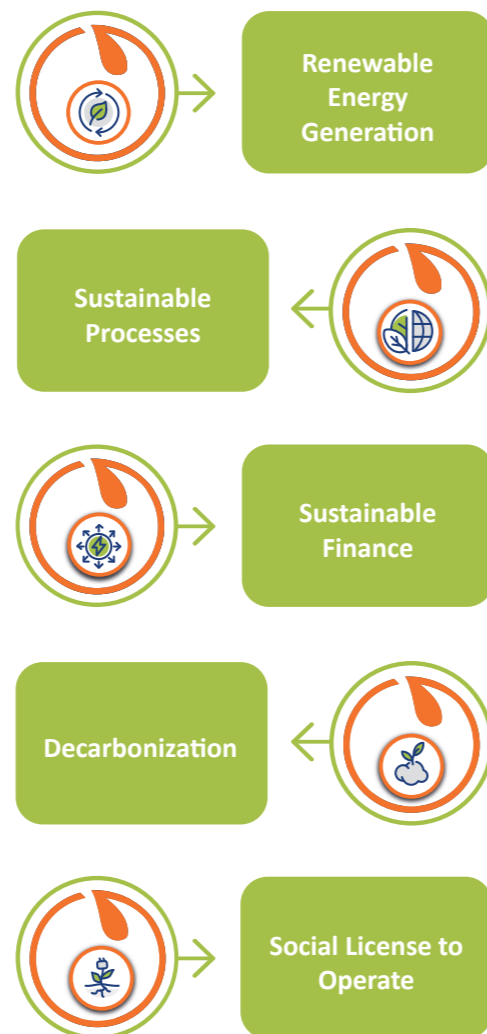 Renewable
Energy
Generation
Sustainable
Processes
Sustainable
Finance
Decarbonization
Social License to
Operate